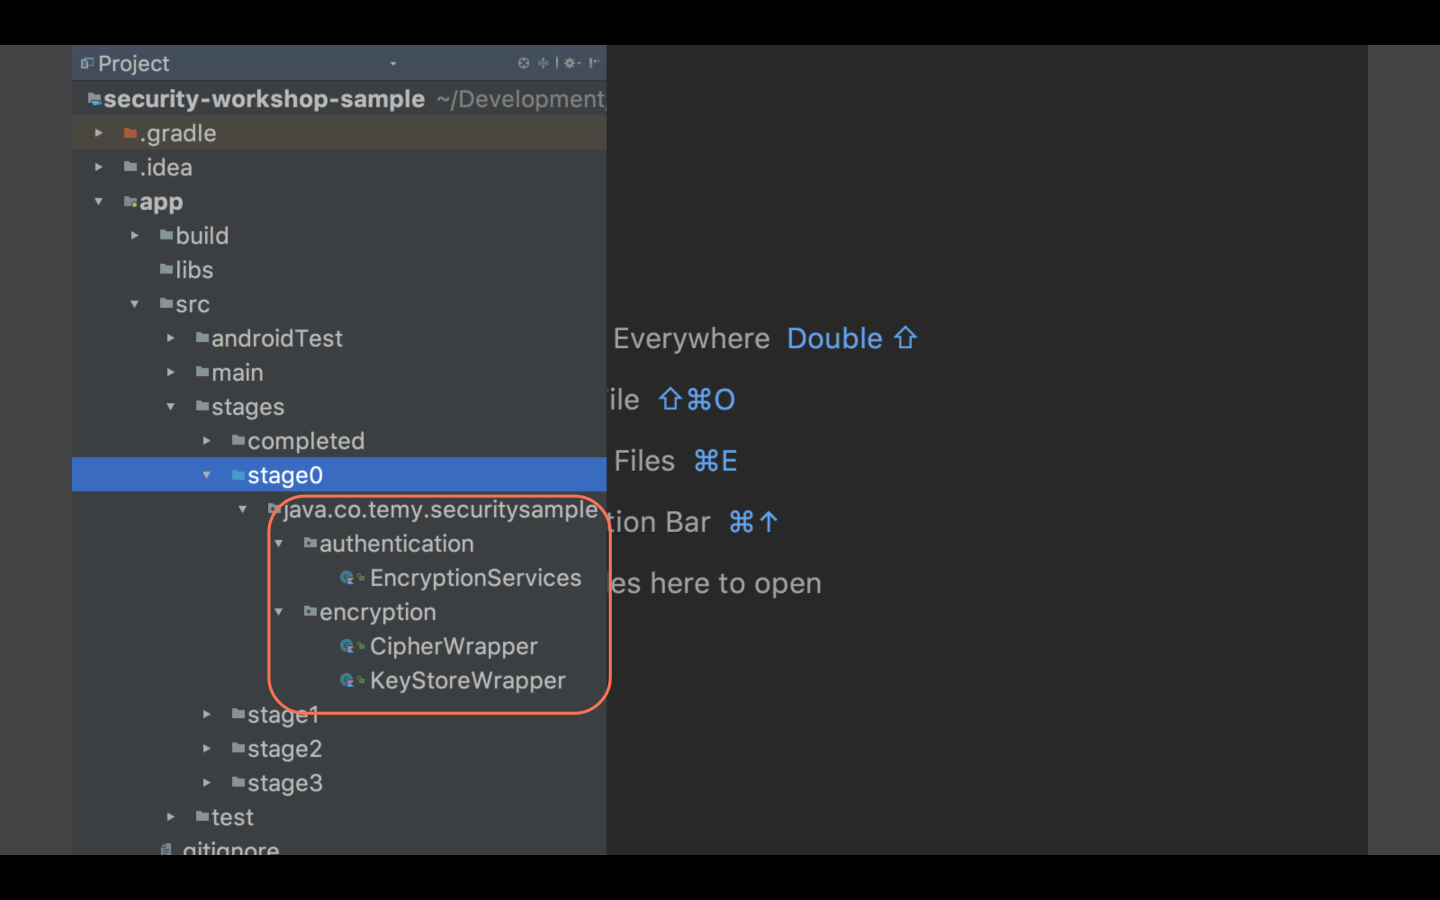 Project
security-workshop-sample ~/Development
.gradle
.idea
app
build
libs
src
androidTest
main
stages
completed
stage0
java.co.temy.securitysample
authentication
EncryptionServices
encryption
CipherWrapper
KeyStoreWrapper
stage1
stage2
stage3
test
.gitignore
Everywhere Double ⇧
ile ⇧⌘O
Files ⌘E
tion Bar ⌘↑
es here to open